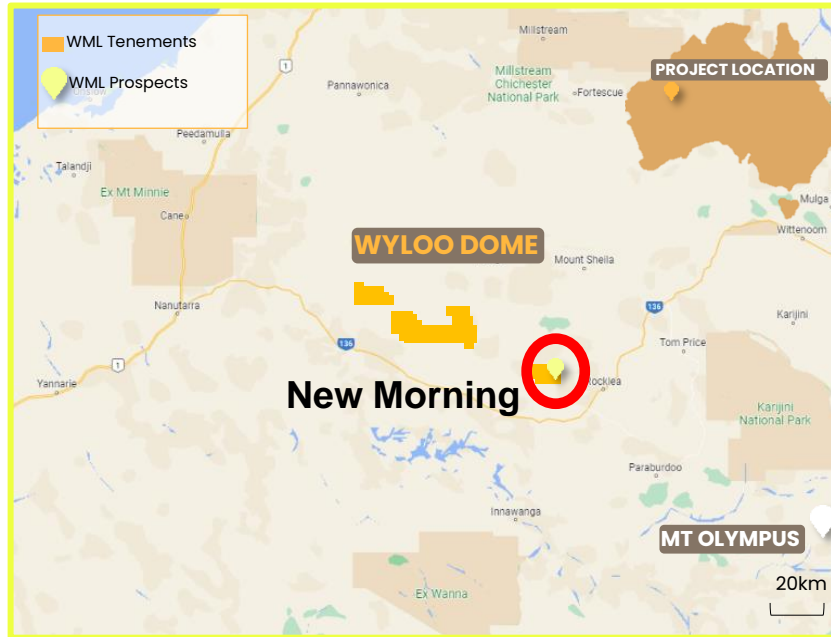 WML Tenements
WML Prospects
Millstream
PROJECT LOCATION
1
Pannawonica
Millstream
Chichester
National Park
Fortescue
Peedamulla
Talandji
Ex Mt Minnie
Cane
Mulga
Wittenoom
WYLOO DOME
Mount Sheila
Nanutarra
136
136
Karijini
Tom Price
1
Yannarie
New Morning
Rocklea
Karijini
National Park
Paraburdoo
Innawanga
MT OLYMPUS
20km
Ex Wanna